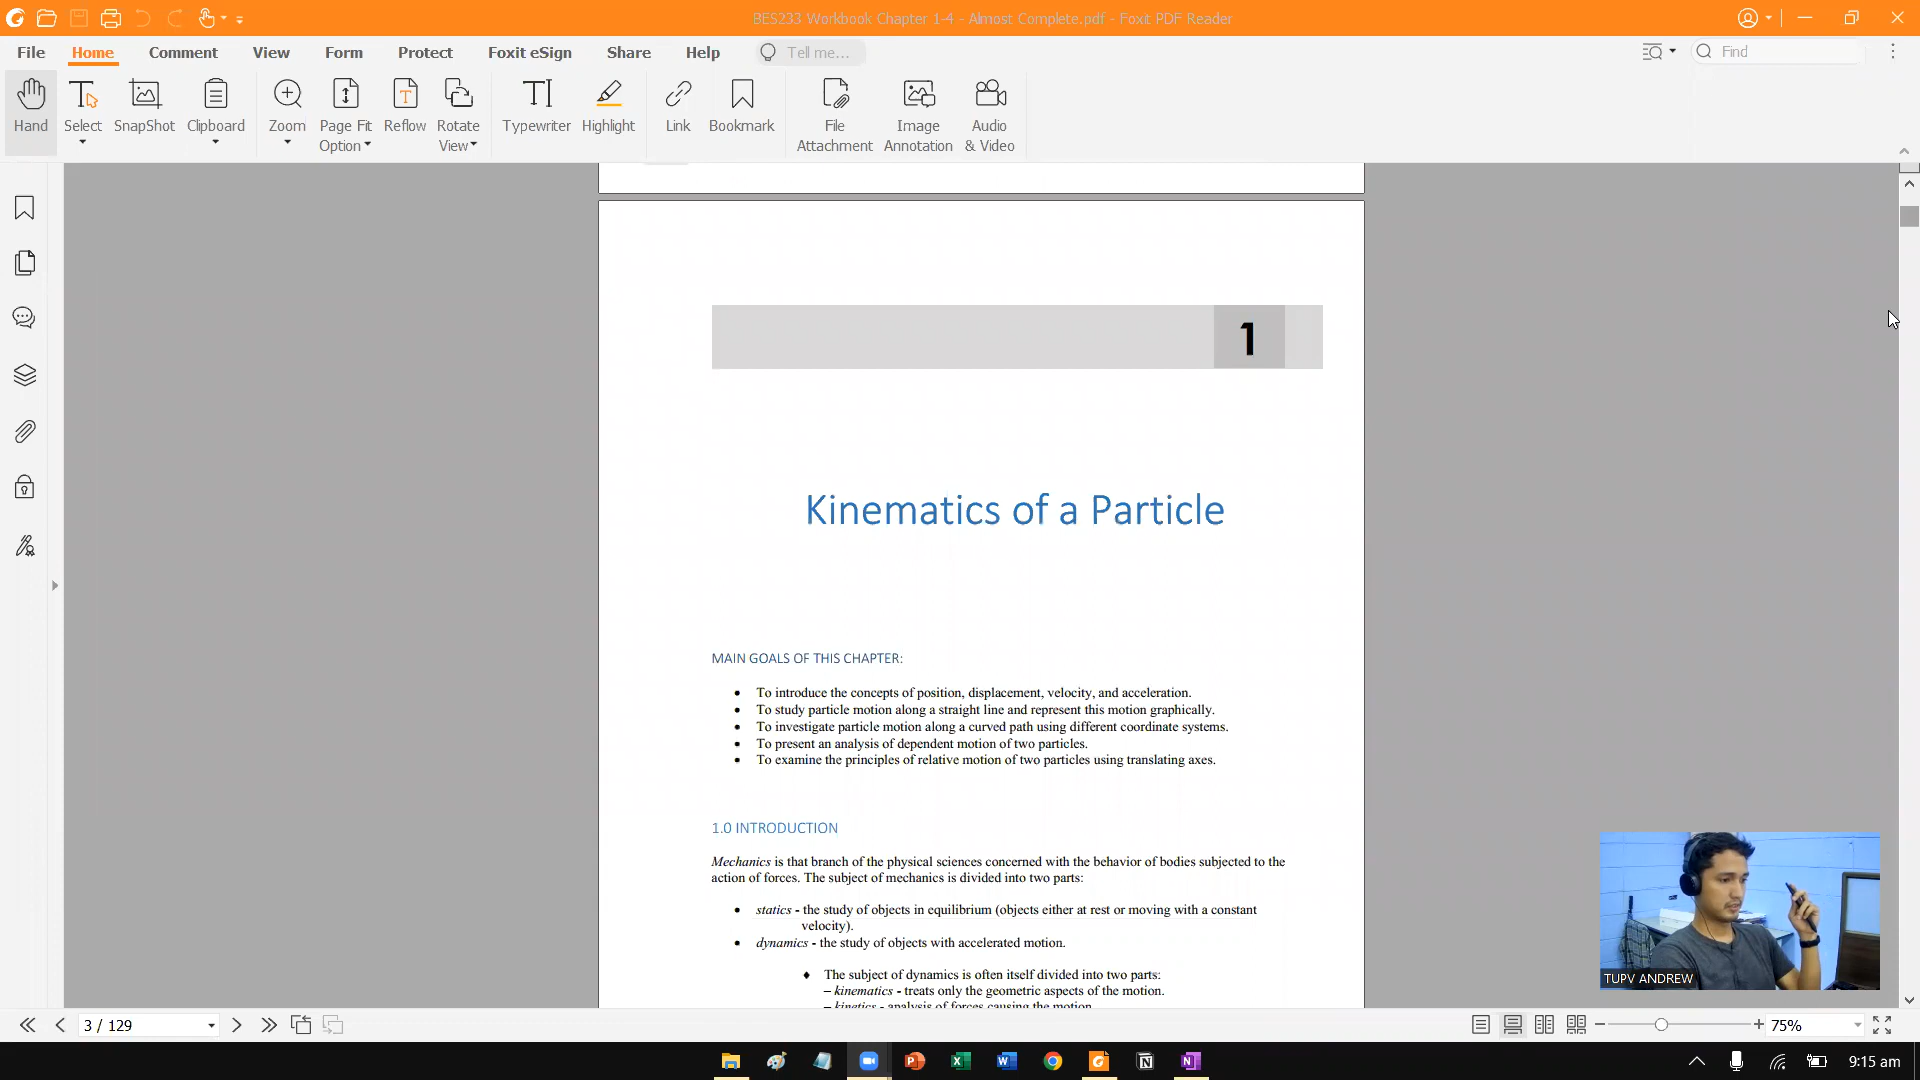 BES233 Workbook Chapter 1-4 - Almost Complete.pdf - Foxit PDF Reader
File Home Comment View Form Protect Foxit eSign Share Help Tell me... Find
Hand Select SnapShot Clipboard Zoom Page Fit Option Reflow Rotate View Typewriter Highlight Link Bookmark File Attachment Image Annotation Audio & Video
1
Kinematics of a Particle
MAIN GOALS OF THIS CHAPTER:
• To introduce the concepts of position, displacement, velocity, and acceleration.
• To study particle motion along a straight line and represent this motion graphically.
• To investigate particle motion along a curved path using different coordinate systems.
• To present an analysis of dependent motion of two particles.
• To examine the principles of relative motion of two particles using translating axes.
1.0 INTRODUCTION
Mechanics is that branch of the physical sciences concerned with the behavior of bodies subjected to the
action of forces. The subject of mechanics is divided into two parts:
• statics - the study of objects in equilibrium (objects either at rest or moving with a constant
velocity).
• dynamics - the study of objects with accelerated motion.
♦ The subject of dynamics is often itself divided into two parts:
– kinematics - treats only the geometric aspects of the motion.
– kinetics - analysis of forces causing the motion
TUPV ANDREW
3 / 129
75%
9:15 am